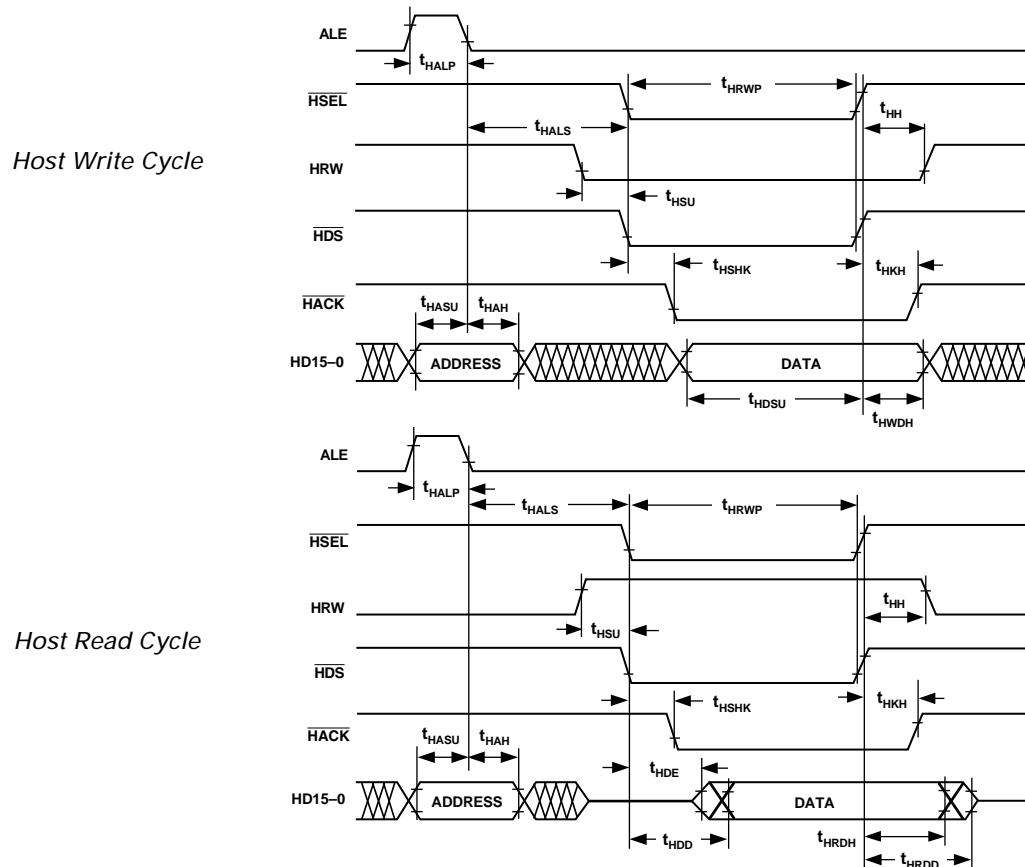 ALE
tHALP
HSEL
tHRWP
tHH
tHALS
Host Write Cycle
HRW
tHSU
HDS
tHSHK
tHKH
HACK
tHASU
tHAH
HD15–0
ADDRESS
DATA
tHDSU
tHWDH
ALE
tHALP
tHALS
tHRWP
HSEL
HRW
tHH
tHSU
Host Read Cycle
HDS
tHSHK
tHKH
HACK
tHASU
tHAH
tHDE
HD15–0
ADDRESS
DATA
tHDD
tHRDH
tHRDD